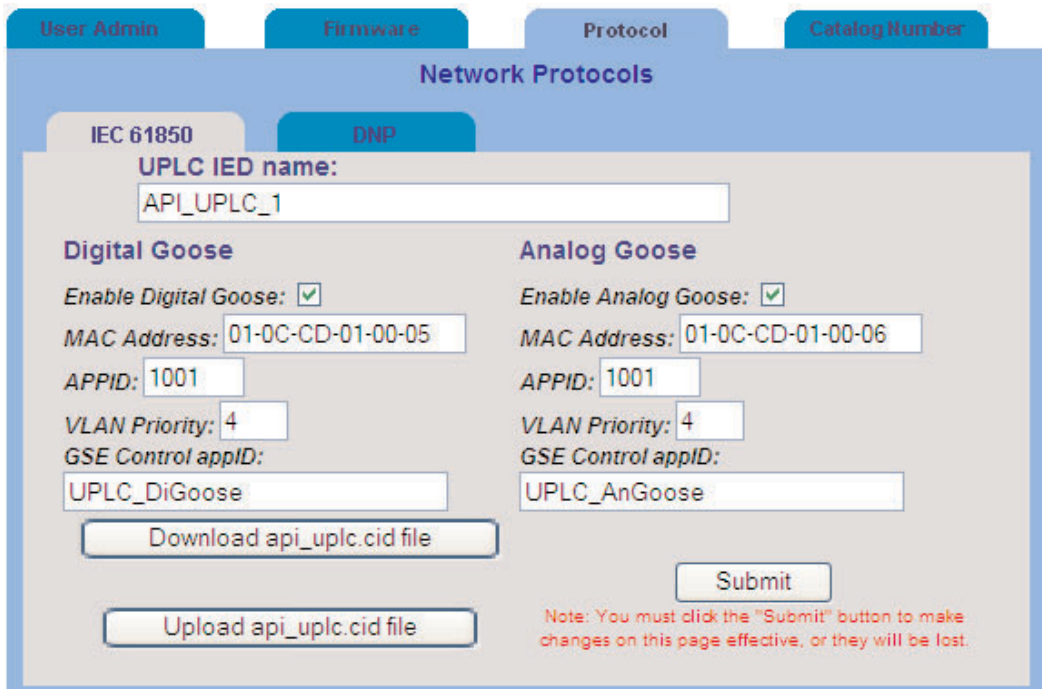 User Admin
Firmware
Protocol
Catalog Number
Network Protocols
IEC 61850
DNP
UPLC IED name:
API_UPLC_1
Digital Goose
Enable Digital Goose:
MAC Address: 01-0C-CD-01-00-05
APPID: 1001
VLAN Priority: 4
GSE Control appID:
UPLC_DiGoose
Download api_uplc.cid file
Upload api_uplc.cid file
Analog Goose
Enable Analog Goose:
MAC Address: 01-0C-CD-01-00-06
APPID: 1001
VLAN Priority: 4
GSE Control appID:
UPLC_AnGoose
Submit
Note: You must click the "Submit" button to make
changes on this page effective, or they will be lost.